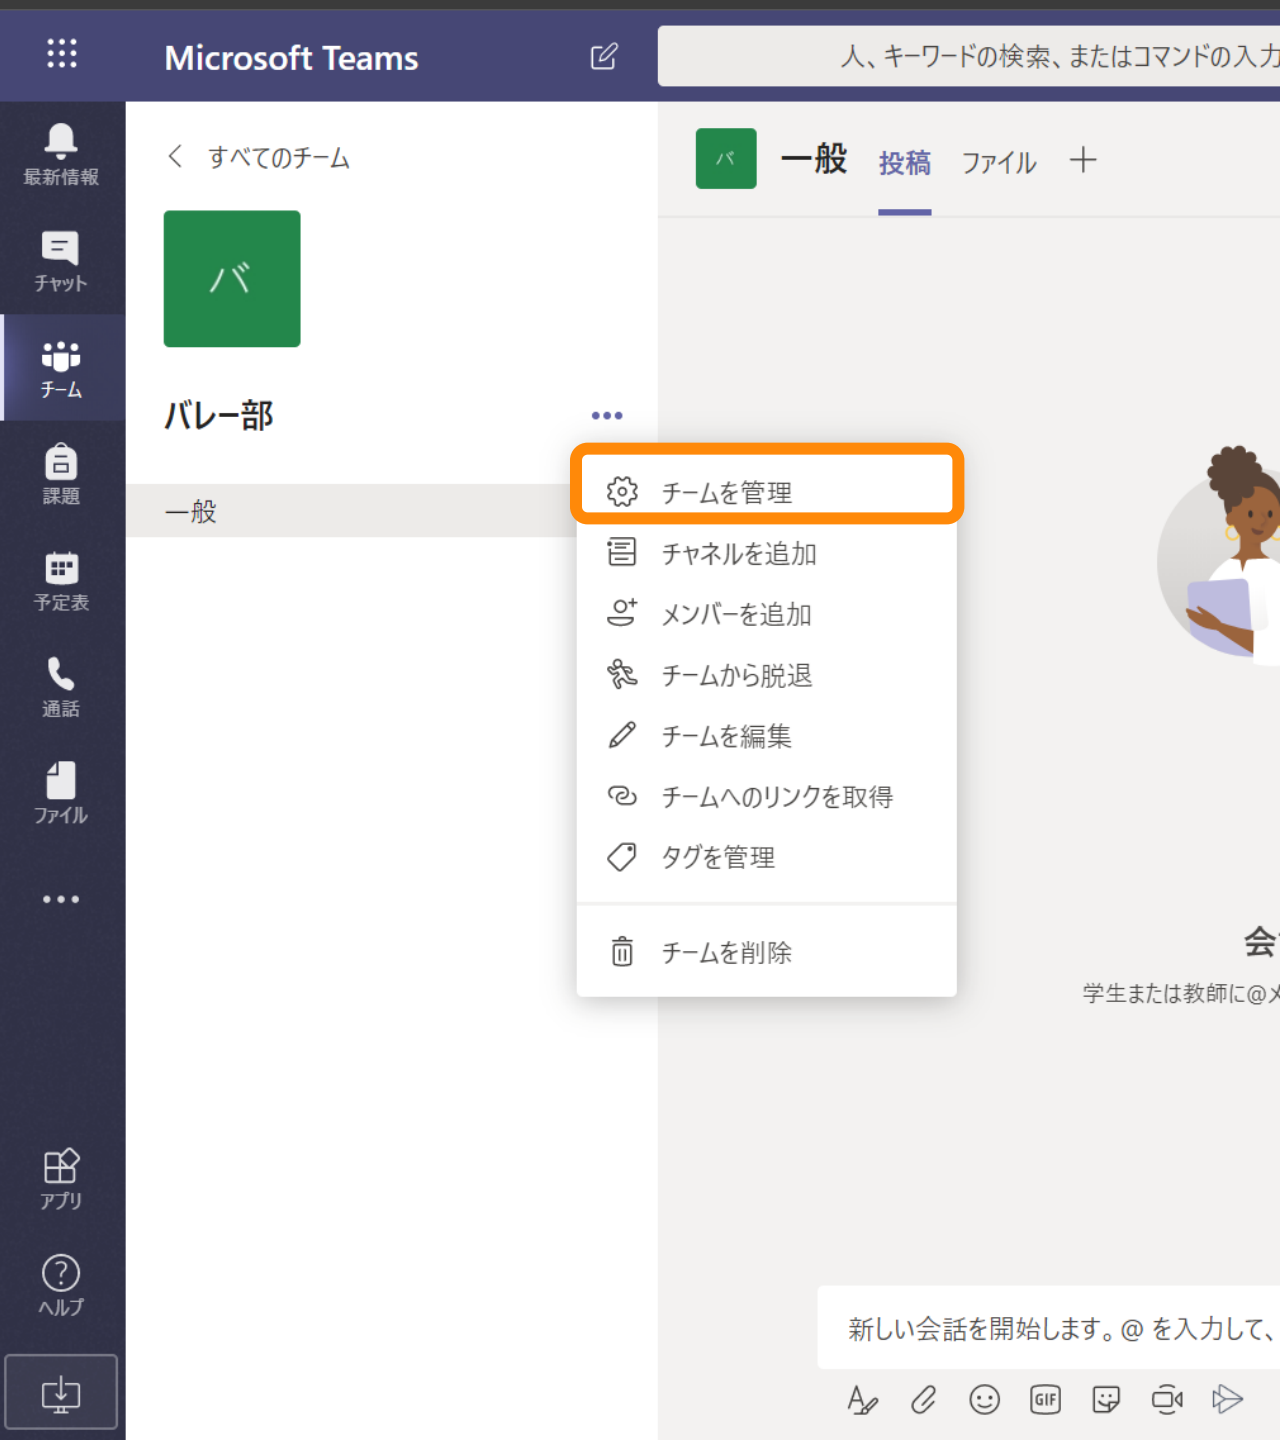 Microsoft Teams
人、キーワードの検索、またはコマンドの入力
最新情報
チャット
チーム
課題
予定表
通話
ファイル
アプリ
ヘルプ
すべてのチーム
バ
バレー部
一般
チームを管理
チャネルを追加
メンバーを追加
チームから脱退
チームを編集
チームへのリンクを取得
タグを管理
チームを削除
バ 一般 投稿 ファイル
会
学生または教師に@メ
新しい会話を開始します。@ を入力して、
GIF